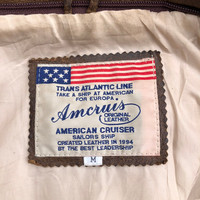 TRANS ATLANTIC LINE
TAKE A SHIP AT AMERICAN
FOR EUROPA
Amcruis
ORIGINAL
LEATHER
AMERICAN CRUISER
SAILORS SHIP
CREATED LEATHER IN 1994
BY THE BEST LEADERSHIP
M